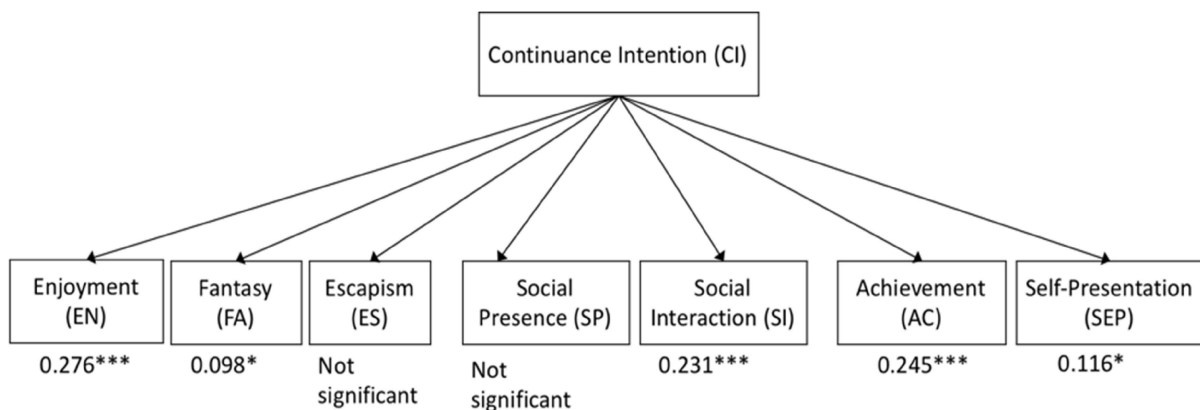 Continuance Intention (CI)
Enjoyment
(EN)
Fantasy
(FA)
Escapism
(ES)
Social
Presence (SP)
Social
Interaction (SI)
Achievement
(AC)
Self-Presentation
(SEP)
0.276***
0.098*
Not
significant
Not
significant
0.231***
0.245***
0.116*